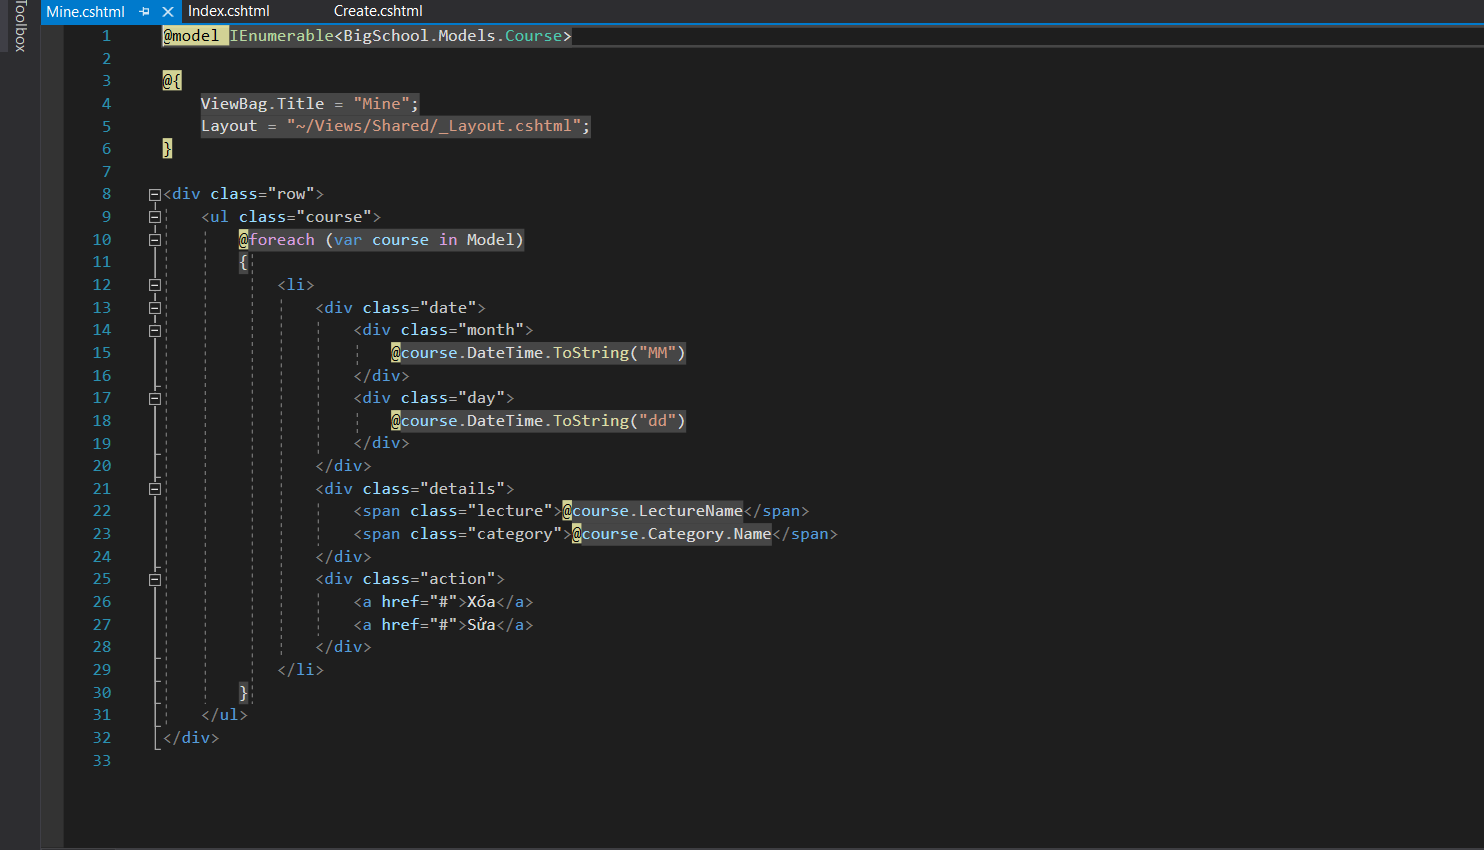 Toolbox
Mine.cshtml Index.cshtml Create.cshtml
1 @model IEnumerable<BigSchool.Models.Course>
2
3 @{
4 ViewBag.Title = "Mine";
5 Layout = "~/Views/Shared/_Layout.cshtml";
6 }
7
8 <div class="row">
9 <ul class="course">
10 @foreach (var course in Model)
11 {
12 <li>
13 <div class="date">
14 <div class="month">
15 @course.DateTime.ToString("MM")
16 </div>
17 <div class="day">
18 @course.DateTime.ToString("dd")
19 </div>
20 </div>
21 <div class="details">
22 <span class="lecture">@course.LectureName</span>
23 <span class="category">@course.Category.Name</span>
24 </div>
25 <div class="action">
26 <a href="#">Xóa</a>
27 <a href="#">Sửa</a>
28 </div>
29 </li>
30 }
31 </ul>
32 </div>
33